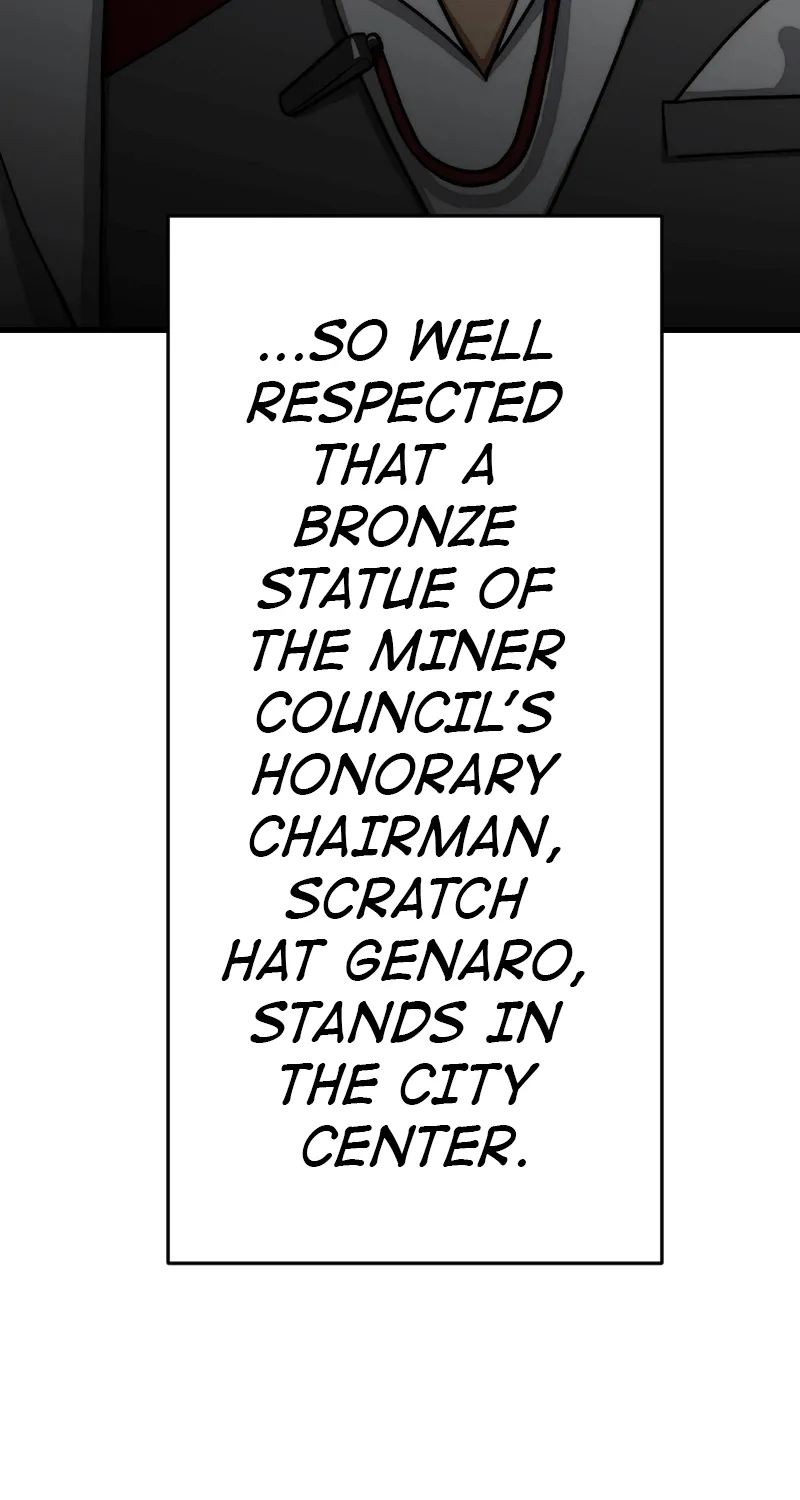 ...SO WELL
RESPECTED
THAT A
BRONZE
STATUE OF
THE MINER
COUNCIL'S
HONORARY
CHAIRMAN,
SCRATCH
HAT GENARO,
STANDS IN
THE CITY
CENTER.